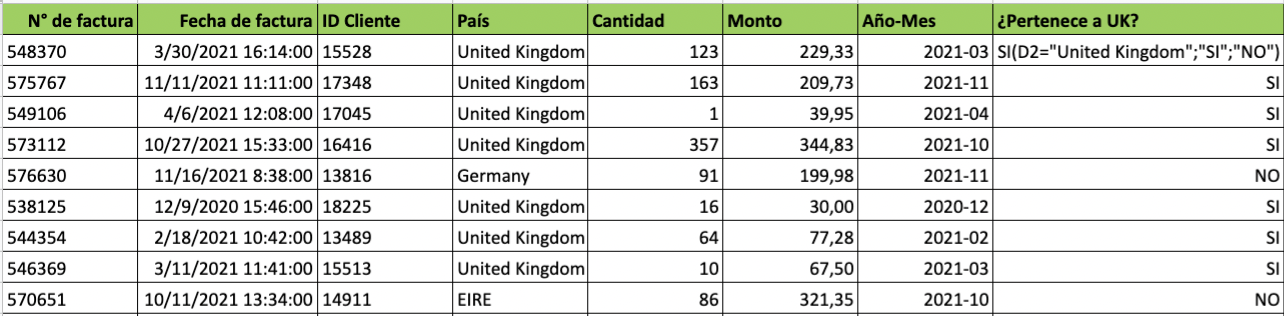 N° de factura Fecha de factura ID Cliente País Cantidad Monto Año-Mes ¿Pertenece a UK?
548370 3/30/2021 16:14:00 15528 United Kingdom 123 229,33 2021-03 SI(D2="United Kingdom";"SI";"NO")
575767 11/11/2021 11:11:00 17348 United Kingdom 163 209,73 2021-11 SI
549106 4/6/2021 12:08:00 17045 United Kingdom 1 39,95 2021-04 SI
573112 10/27/2021 15:33:00 16416 United Kingdom 357 344,83 2021-10 SI
576630 11/16/2021 8:38:00 13816 Germany 91 199,98 2021-11 NO
538125 12/9/2020 15:46:00 18225 United Kingdom 16 30,00 2020-12 SI
544354 2/18/2021 10:42:00 13489 United Kingdom 64 77,28 2021-02 SI
546369 3/11/2021 11:41:00 15513 United Kingdom 10 67,50 2021-03 SI
570651 10/11/2021 13:34:00 14911 EIRE 86 321,35 2021-10 NO